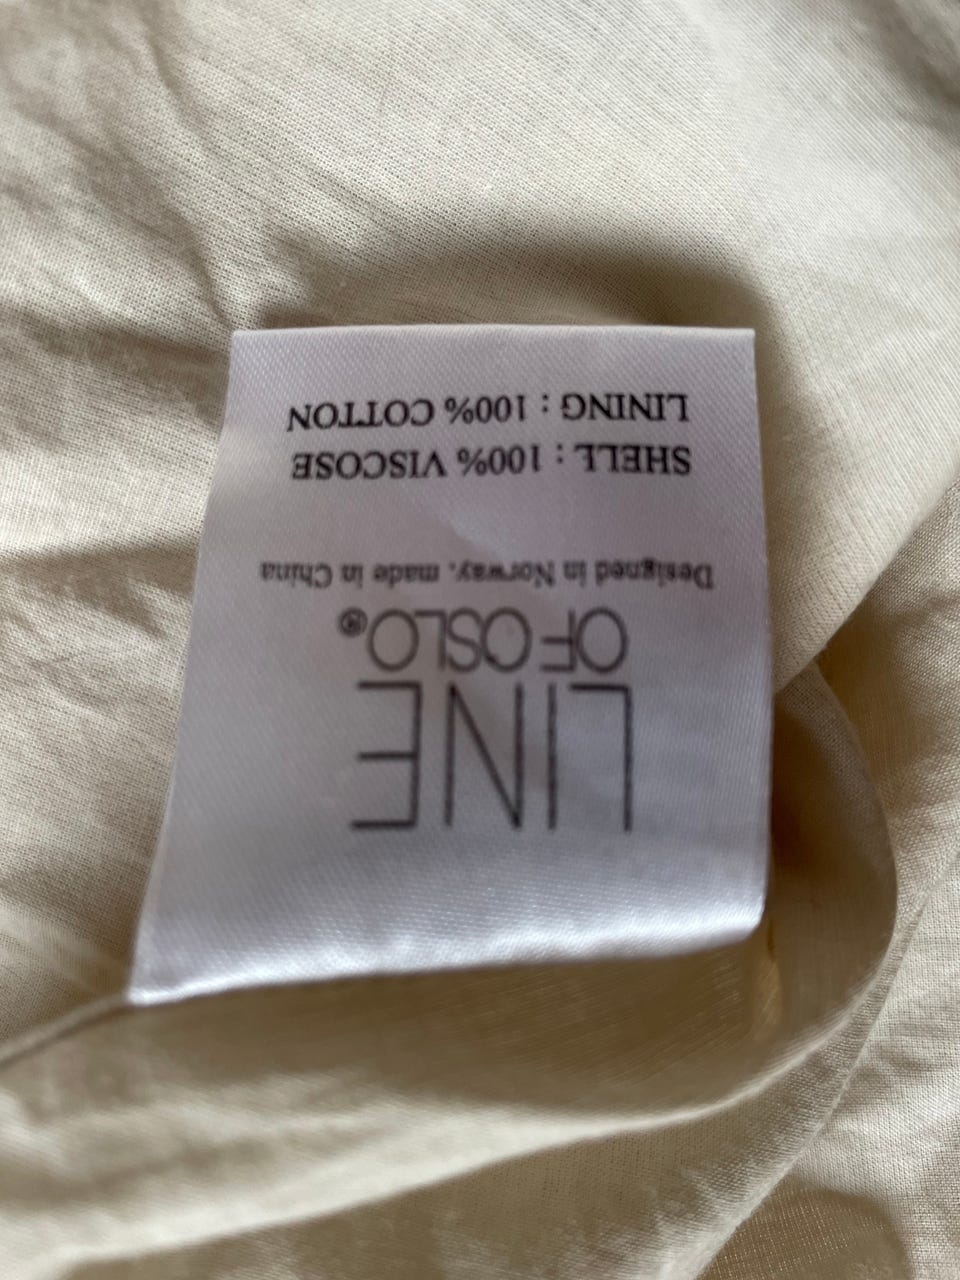 LINE
OF OSLO®
Designed in Norway, made in China
SHELL : 100% VISCOSE
LINING : 100% COTTON